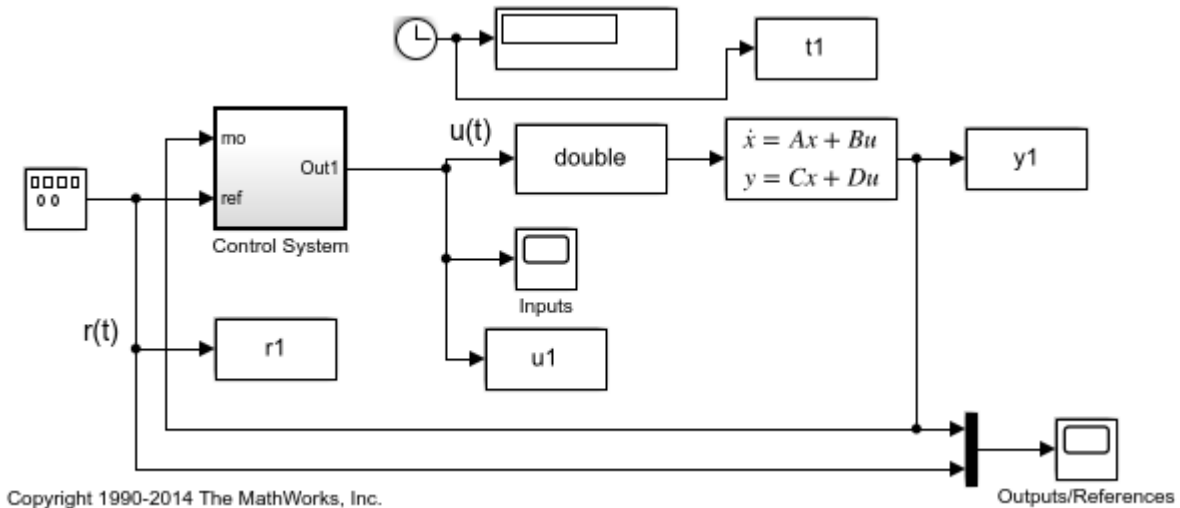 t1
u(t)
mo
Out1
ref
Control System
double
ẋ = Ax + Bu
y = Cx + Du
y1
Inputs
r(t)
r1
u1
Outputs/References
Copyright 1990-2014 The MathWorks, Inc.